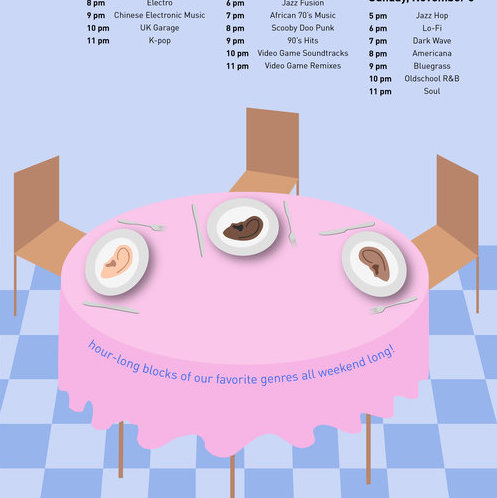 8 pm Electro
9 pm Chinese Electronic Music
10 pm UK Garage
11 pm K-pop
6 pm Jazz Fusion
7 pm African 70's Music
8 pm Scooby Doo Punk
9 pm 90's Hits
10 pm Video Game Soundtracks
11 pm Video Game Remixes
5 pm Jazz Hop
6 pm Lo-Fi
7 pm Dark Wave
8 pm Americana
9 pm Bluegrass
10 pm Oldschool R&B
11 pm Soul
hour-long blocks of our favorite genres all weekend long!